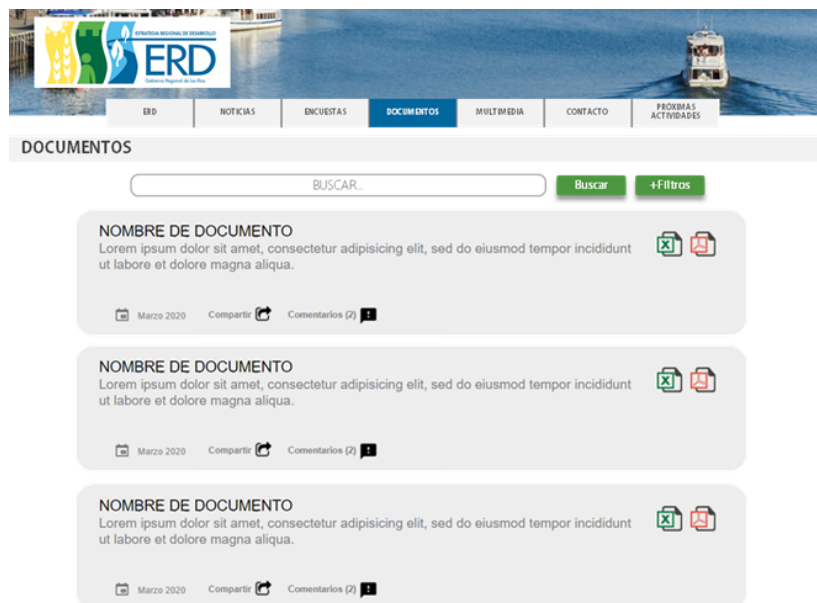 ESTRATEGIA REGIONAL DE DESARROLLO
ERD
Gobierno Regional de Los Ríos
ERD
NOTICIAS
ENCUESTAS
DOCUMENTOS
MULTIMEDIA
CONTACTO
PROXIMAS
ACTIVIDADES
DOCUMENTOS
BUSCAR..
Buscar
+Filtros
NOMBRE DE DOCUMENTO
Lorem ipsum dolor sit amet, consectetur adipisicing elit, sed do eiusmod tempor incididunt
ut labore et dolore magna aliqua.
Marzo 2020
Compartir
Comentarios (2)
NOMBRE DE DOCUMENTO
Lorem ipsum dolor sit amet, consectetur adipisicing elit, sed do eiusmod tempor incididunt
ut labore et dolore magna aliqua.
Marzo 2020
Compartir
Comentarios (2)
NOMBRE DE DOCUMENTO
Lorem ipsum dolor sit amet, consectetur adipisicing elit, sed do eiusmod tempor incididunt
ut labore et dolore magna aliqua.
Marzo 2020
Compartir
Comentarios (2)